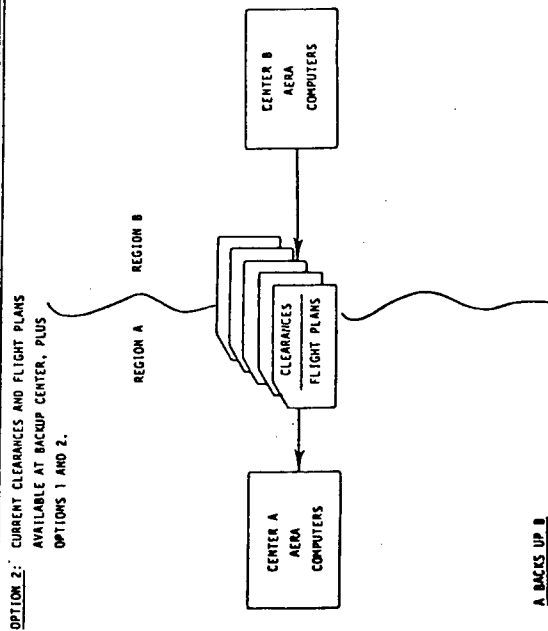 OPTION 2: CURRENT CLEARANCES AND FLIGHT PLANS
AVAILABLE AT BACKUP CENTER, PLUS
OPTIONS 1 AND 2.
REGION A
REGION B
CENTER A
AERA
COMPUTERS
CLEARANCES
FLIGHT PLANS
CENTER B
AERA
COMPUTERS
A BACKS UP B